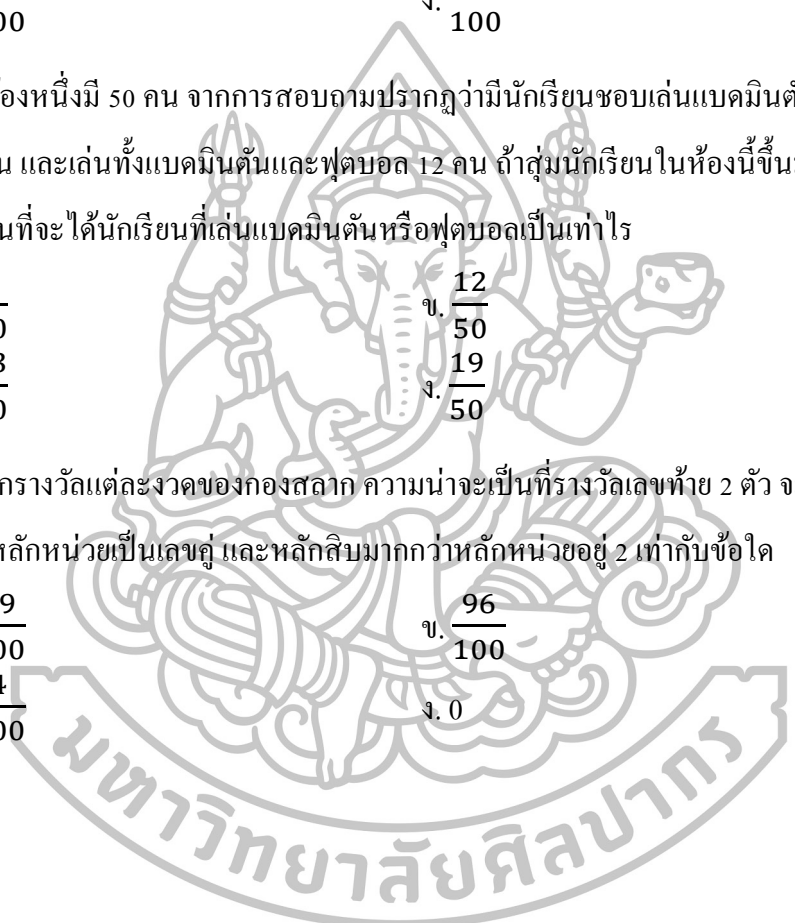 00 ง. 100
องหนึ่งมี 50 คน จากการสอบถามปรากฏว่ามีนักเรียนชอบเล่นแบดมินตั
น และเล่นทั้งแบดมินตันและฟุตบอล 12 คน ถ้าสุ่มนักเรียนในห้องนี้ขึ้น
นที่จะได้นักเรียนที่เล่นแบดมินตันหรือฟุตบอลเป็นเท่าไร
ข. 12/50
ง. 19/50
กรางวัลแต่ละงวดของกองสลาก ความน่าจะเป็นที่รางวัลเลขท้าย 2 ตัว จ
หลักหน่วยเป็นเลขคู่ และหลักสิบมากกว่าหลักหน่วยอยู่ 2 เท่ากับข้อใด
9/00 ข. 96/100
4/00 ง. 0
มหาวิทยาลัยศิลปากร